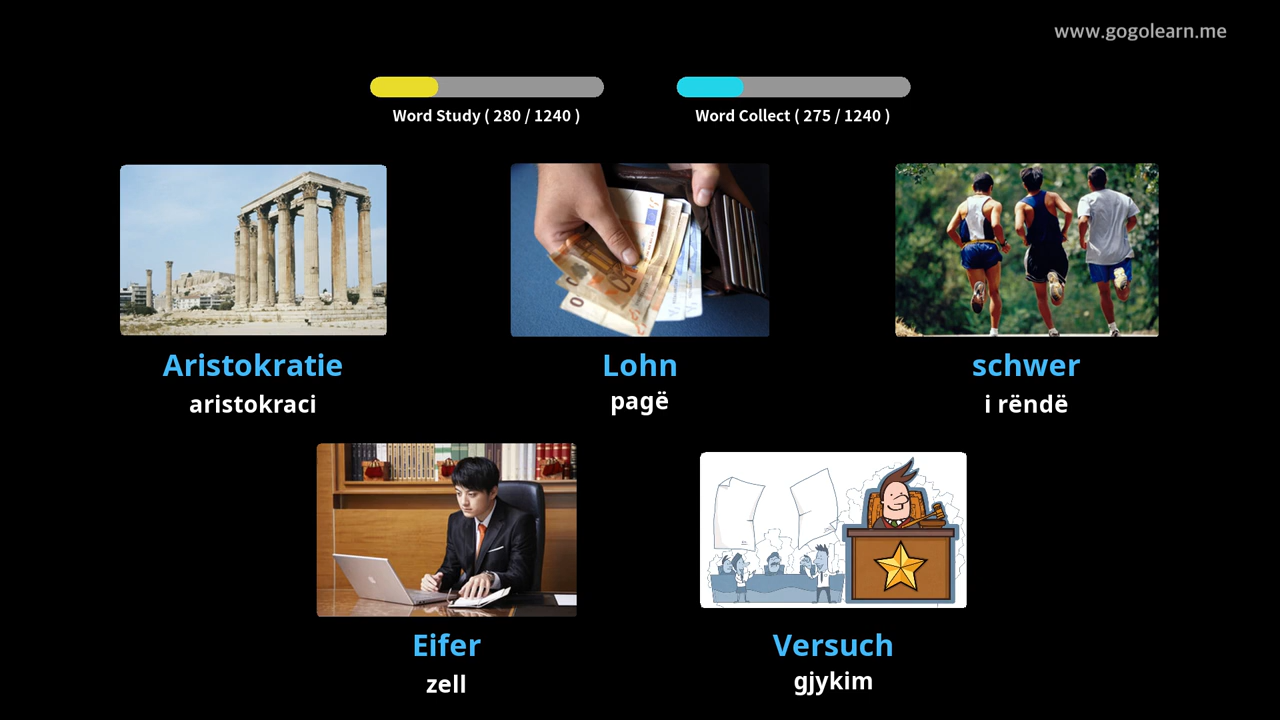 www.gogolearn.me
Word Study ( 280 / 1240 )
Word Collect ( 275 / 1240 )
Aristokratie
aristokraci
Lohn
pagë
schwer
i rëndë
Eifer
zell
Versuch
gjykim